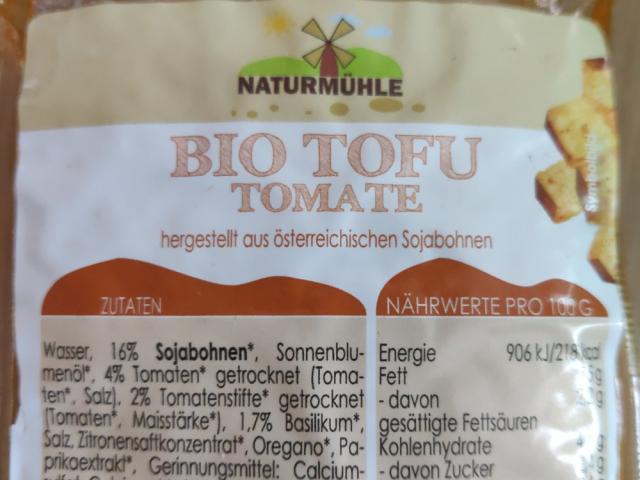 NATURMÜHLE
BIO TOFU
TOMATE
hergestellt aus österreichischen Sojabohnen
Symbolbild
ZUTATEN
Wasser, 16% Sojabohnen*, Sonnenblu-
menöl*, 4% Tomaten* getrocknet (Toma-
ten*, Salz), 2% Tomatenstifte* getrocknet
(Tomaten*, Maisstärke*), 1,7% Basilikum*,
Salz, Zitronensaftkonzentrat*, Oregano*, Pa-
prikaextrakt*, Gerinnungsmittel: Calcium-
NÄHRWERTE PRO 100 G
Energie 906 kJ/218 kcal
Fett
- davon
gesättigte Fettsäuren
Kohlenhydrate
- davon Zucker